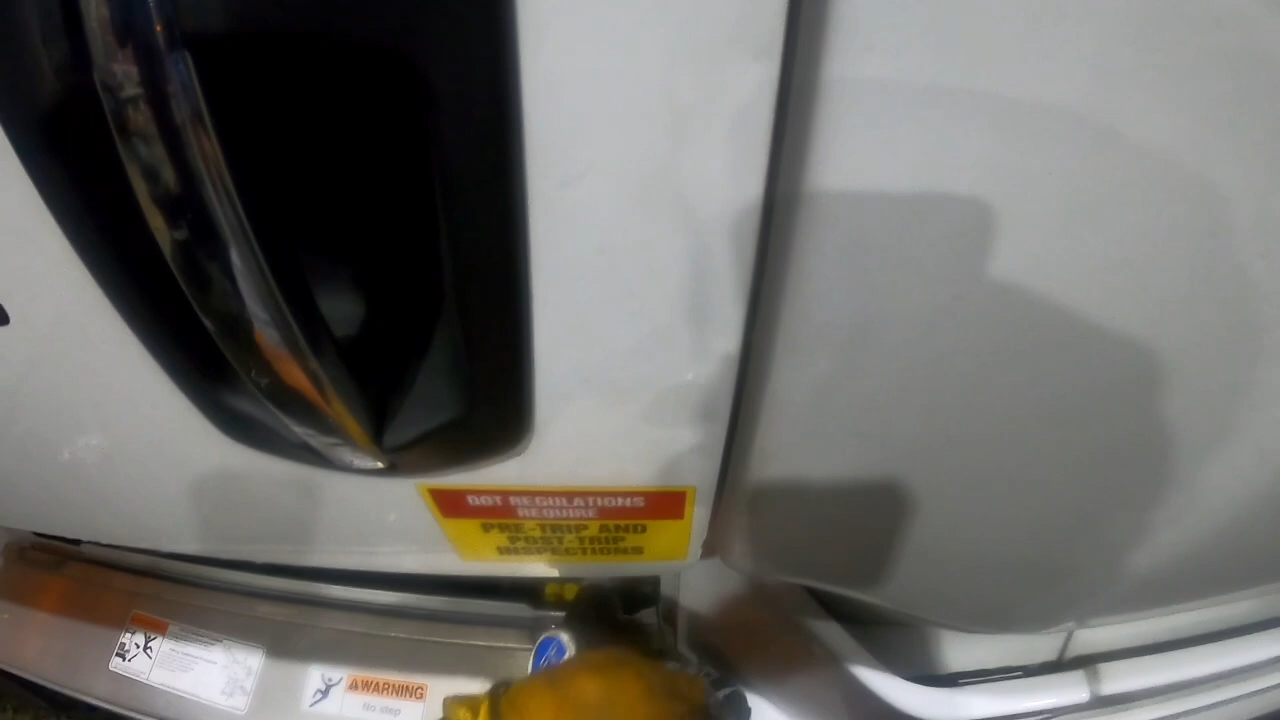 DOT REGULATIONS
REQUIRE
PRE-TRIP AND
POST-TRIP
INSPECTIONS
WARNING
No step